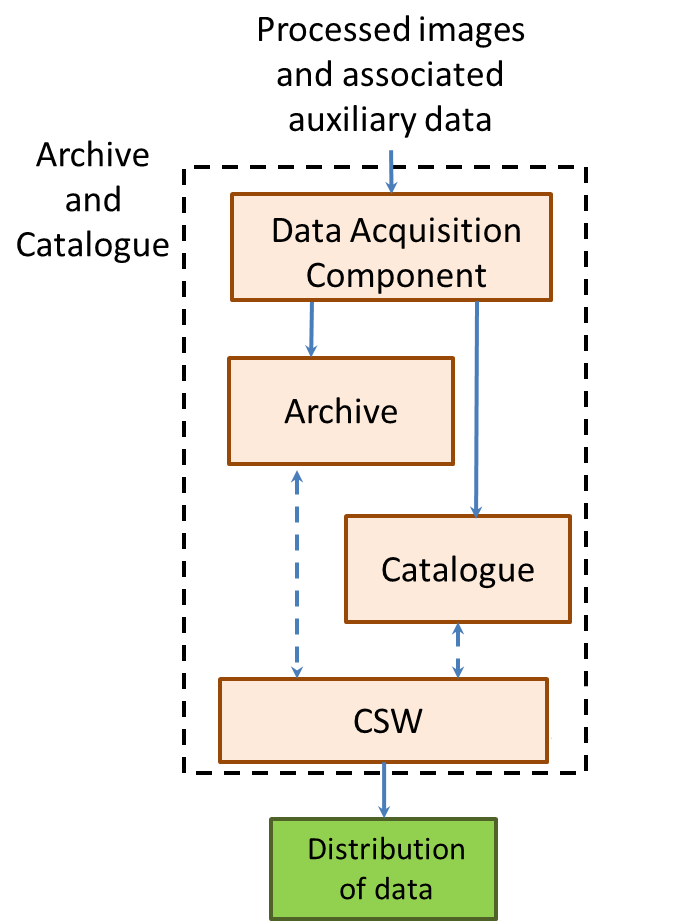 Processed images
and associated
auxiliary data
Archive
and
Catalogue
Data Acquisition
Component
Archive
Catalogue
CSW
Distribution
of data